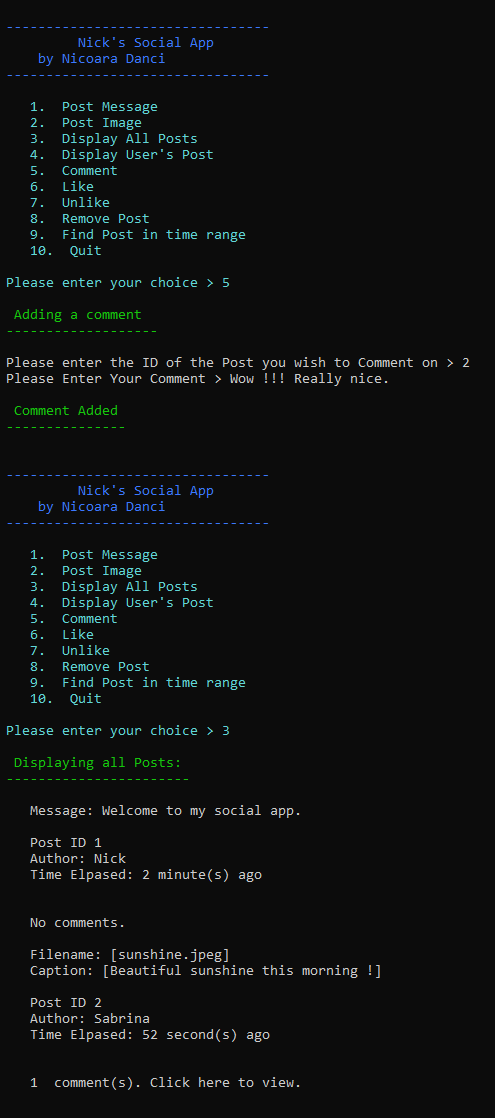 ---------------------------------
Nick's Social App
by Nicoara Danci
---------------------------------
1. Post Message
2. Post Image
3. Display All Posts
4. Display User's Post
5. Comment
6. Like
7. Unlike
8. Remove Post
9. Find Post in time range
10. Quit
Please enter your choice > 5
Adding a comment
-------------------
Please enter the ID of the Post you wish to Comment on > 2
Please Enter Your Comment > Wow !!! Really nice.
Comment Added
---------------
---------------------------------
Nick's Social App
by Nicoara Danci
---------------------------------
1. Post Message
2. Post Image
3. Display All Posts
4. Display User's Post
5. Comment
6. Like
7. Unlike
8. Remove Post
9. Find Post in time range
10. Quit
Please enter your choice > 3
Displaying all Posts:
-----------------------
Message: Welcome to my social app.
Post ID 1
Author: Nick
Time Elpased: 2 minute(s) ago
No comments.
Filename: [sunshine.jpeg]
Caption: [Beautiful sunshine this morning !]
Post ID 2
Author: Sabrina
Time Elpased: 52 second(s) ago
1 comment(s). Click here to view.